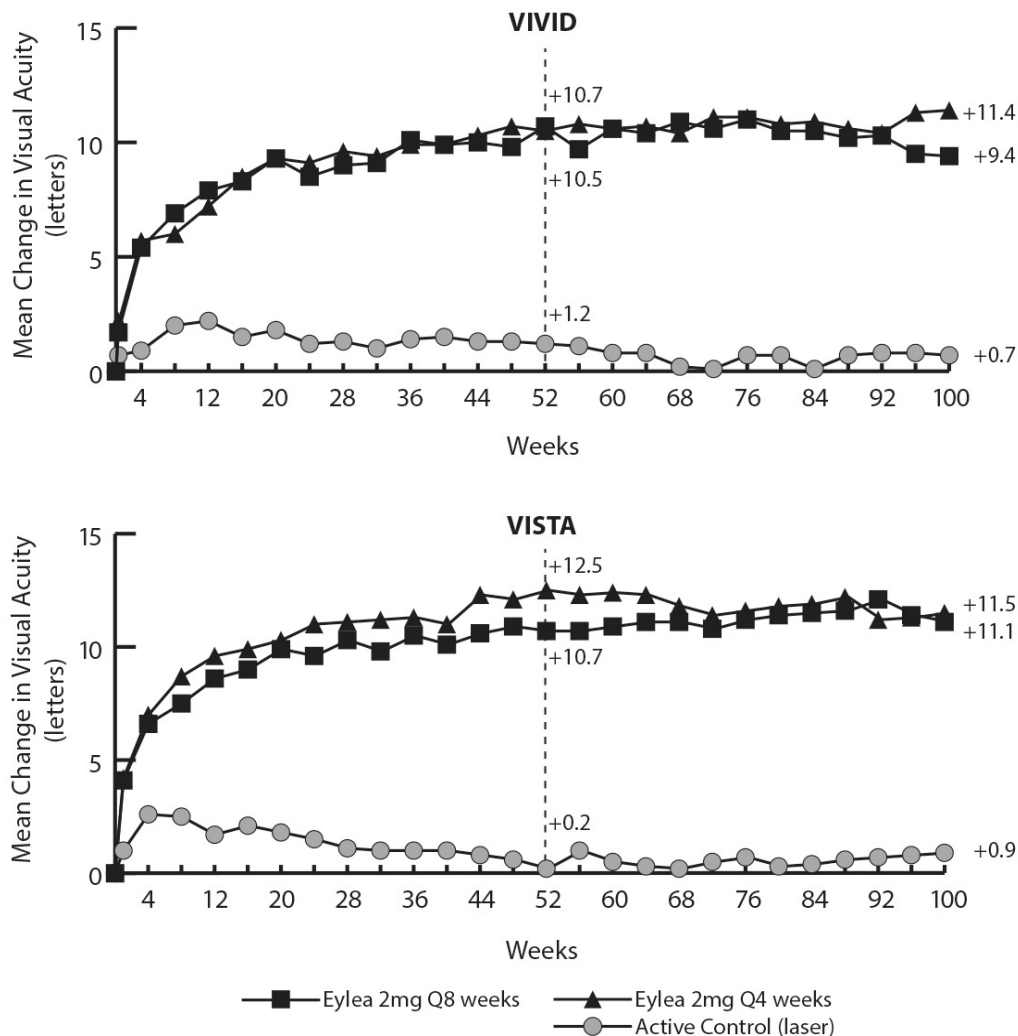 VIVID
Mean Change in Visual Acuity
(letters)
15
10
5
0
+10.7
+10.5
+1.2
+11.4
+9.4
+0.7
4 12 20 28 36 44 52 60 68 76 84 92 100
Weeks
VISTA
Mean Change in Visual Acuity
(letters)
15
10
5
0
+12.5
+10.7
+0.2
+11.5
+11.1
+0.9
4 12 20 28 36 44 52 60 68 76 84 92 100
Weeks
Eylea 2mg Q8 weeks
Eylea 2mg Q4 weeks
Active Control (laser)